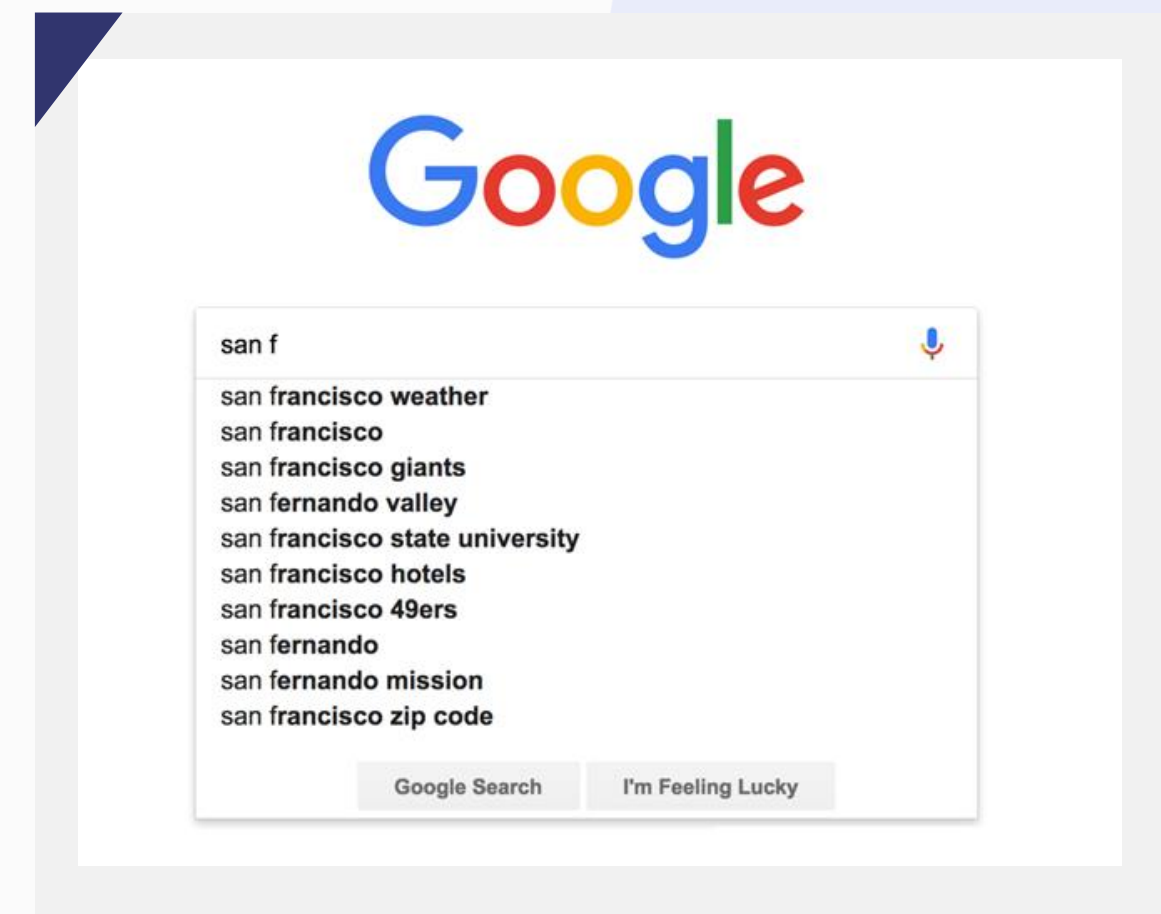 Google
san f
san francisco weather
san francisco
san francisco giants
san fernando valley
san francisco state university
san francisco hotels
san francisco 49ers
san fernando
san fernando mission
san francisco zip code
Google Search I'm Feeling Lucky